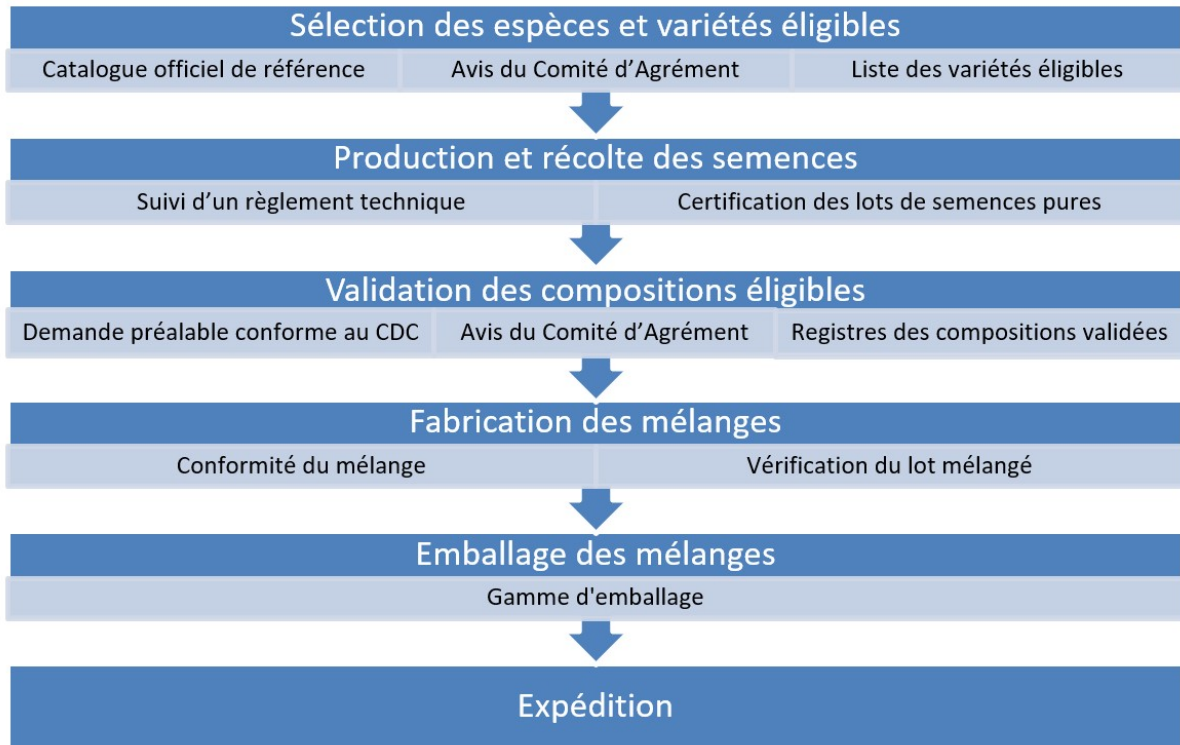 Sélection des espèces et variétés éligibles
Catalogue officiel de référence
Avis du Comité d’Agrément
Liste des variétés éligibles
Production et récolte des semences
Suivi d’un règlement technique
Certification des lots de semences pures
Validation des compositions éligibles
Demande préalable conforme au CDC
Avis du Comité d’Agrément
Registres des compositions validées
Fabrication des mélanges
Conformité du mélange
Vérification du lot mélangé
Emballage des mélanges
Gamme d'emballage
Expédition